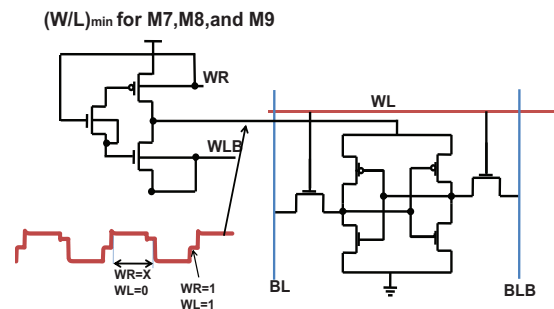 (W/L)min for M7,M8,and M9
WR
WL
WLB
WR=X
WL=0
WR=1
WL=1
BL
BLB